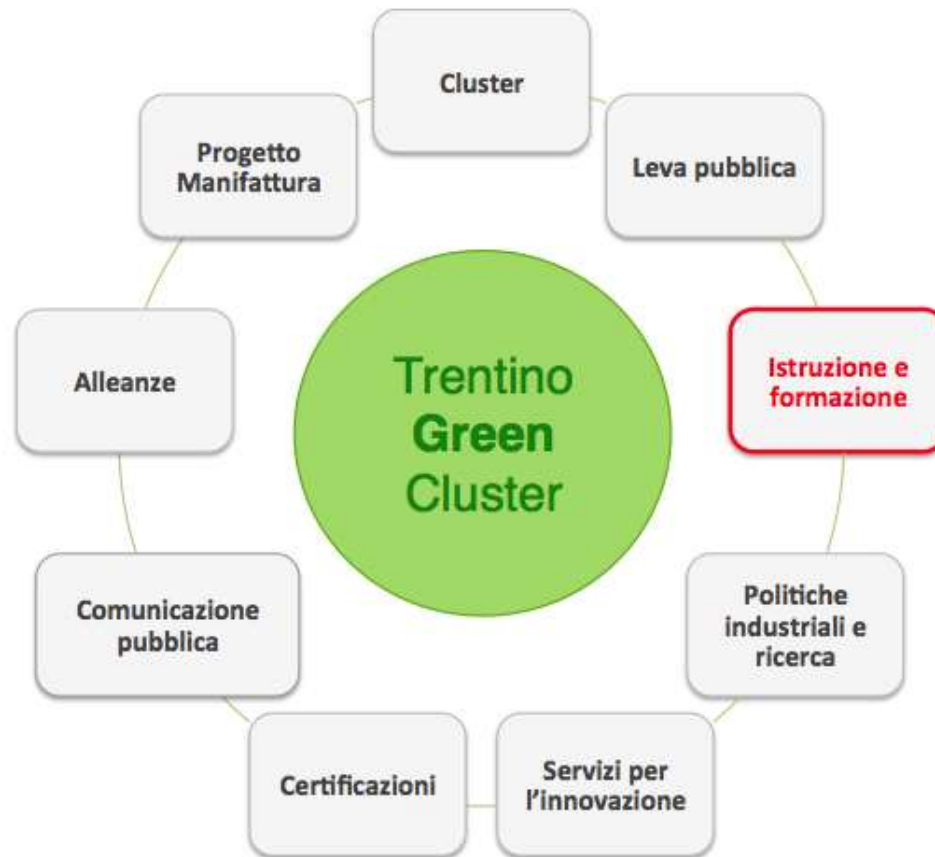 Cluster
Leva pubblica
Istruzione e
formazione
Politiche
industriali e
ricerca
Servizi per
l’innovazione
Certificazioni
Comunicazione
pubblica
Alleanze
Progetto
Manifattura
Trentino
Green
Cluster